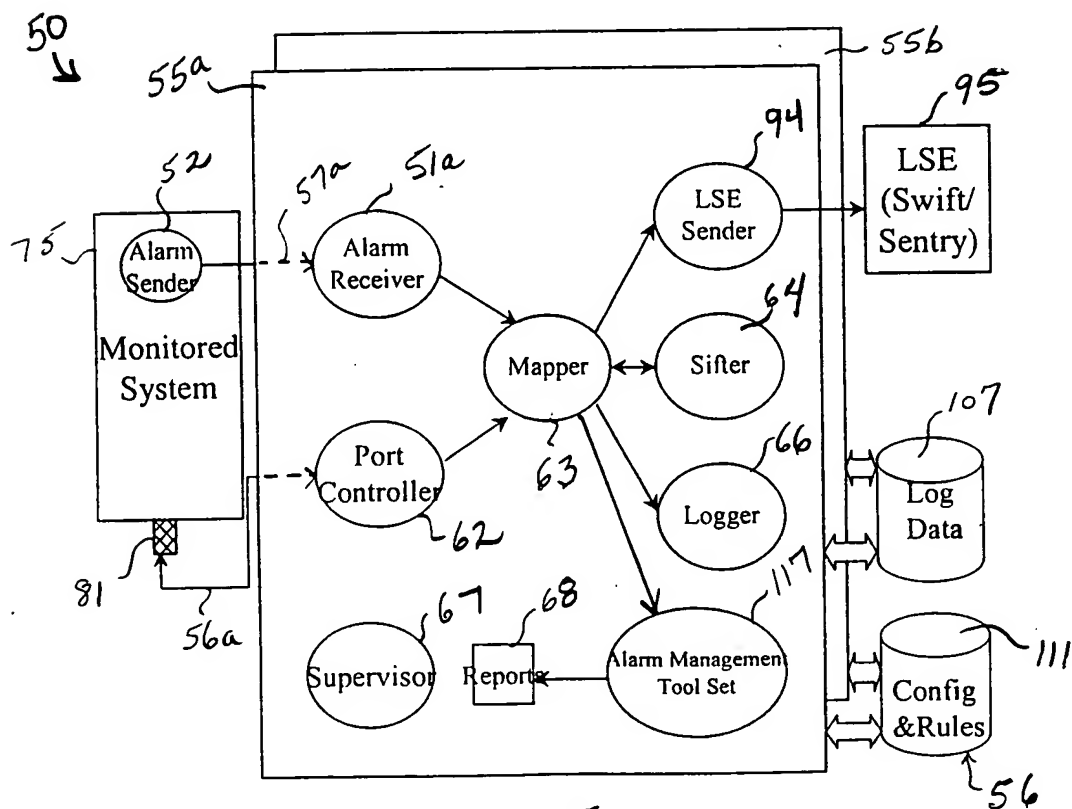 50
55a
55b
95
LSE
(Swift/
Sentry)
94
LSE
Sender
52
57a
51a
75
Alarm
Sender
Alarm
Receiver
Monitored
System
64
Mapper
Sifter
63
107
Log
Data
Port
Controller
62
66
Logger
81
56a
67
68
117
Supervisor
Reports
Alarm Management
Tool Set
111
Config
&Rules
56